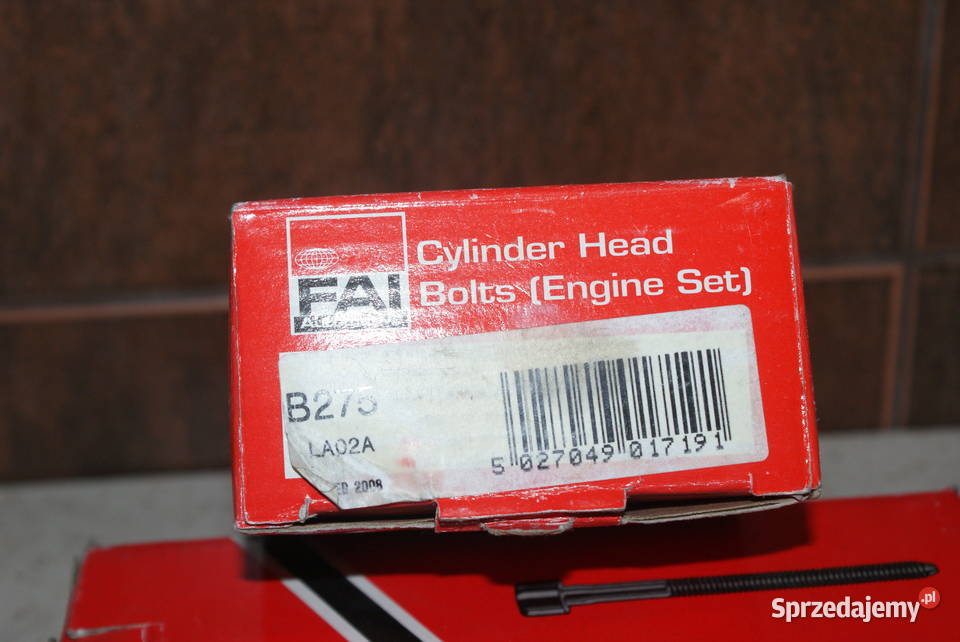 Cylinder Head
Bolts (Engine Set)
FAI
B275
LA02A
2008
5 027049 017191
Sprzedajemy.pl